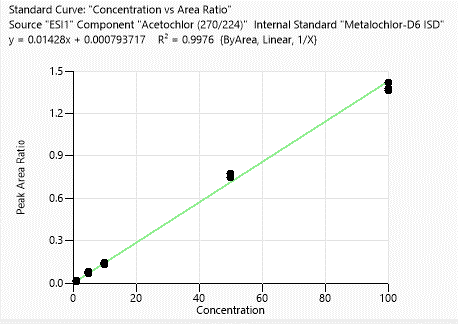 Standard Curve: "Concentration vs Area Ratio"
Source "ESI1" Component "Acetochlor (270/224)" Internal Standard "Metalochlor-D6 ISD"
y = 0.01428x + 0.000793717 R² = 0.9976 {ByArea, Linear, 1/X}
1.5
1.2
0.9
0.6
0.3
0.0
Peak Area Ratio
0 20 40 60 80 100
Concentration